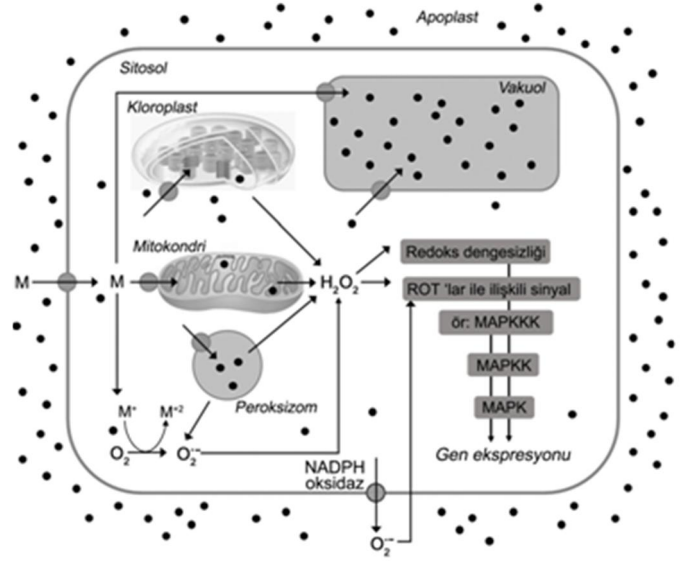 Apoplast
Sitosol
Vakuol
Kloroplast
Mitokondri
Redoks dengesizliği
M
M
H₂O₂
ROT 'lar ile ilişkili sinyal
ör: MAPKKK
MAPKK
Peroksizom
MAPK
M⁺
M⁺²
O₂
O₂·⁻
Gen ekspresyonu
NADPH
oksidaz
O₂·⁻